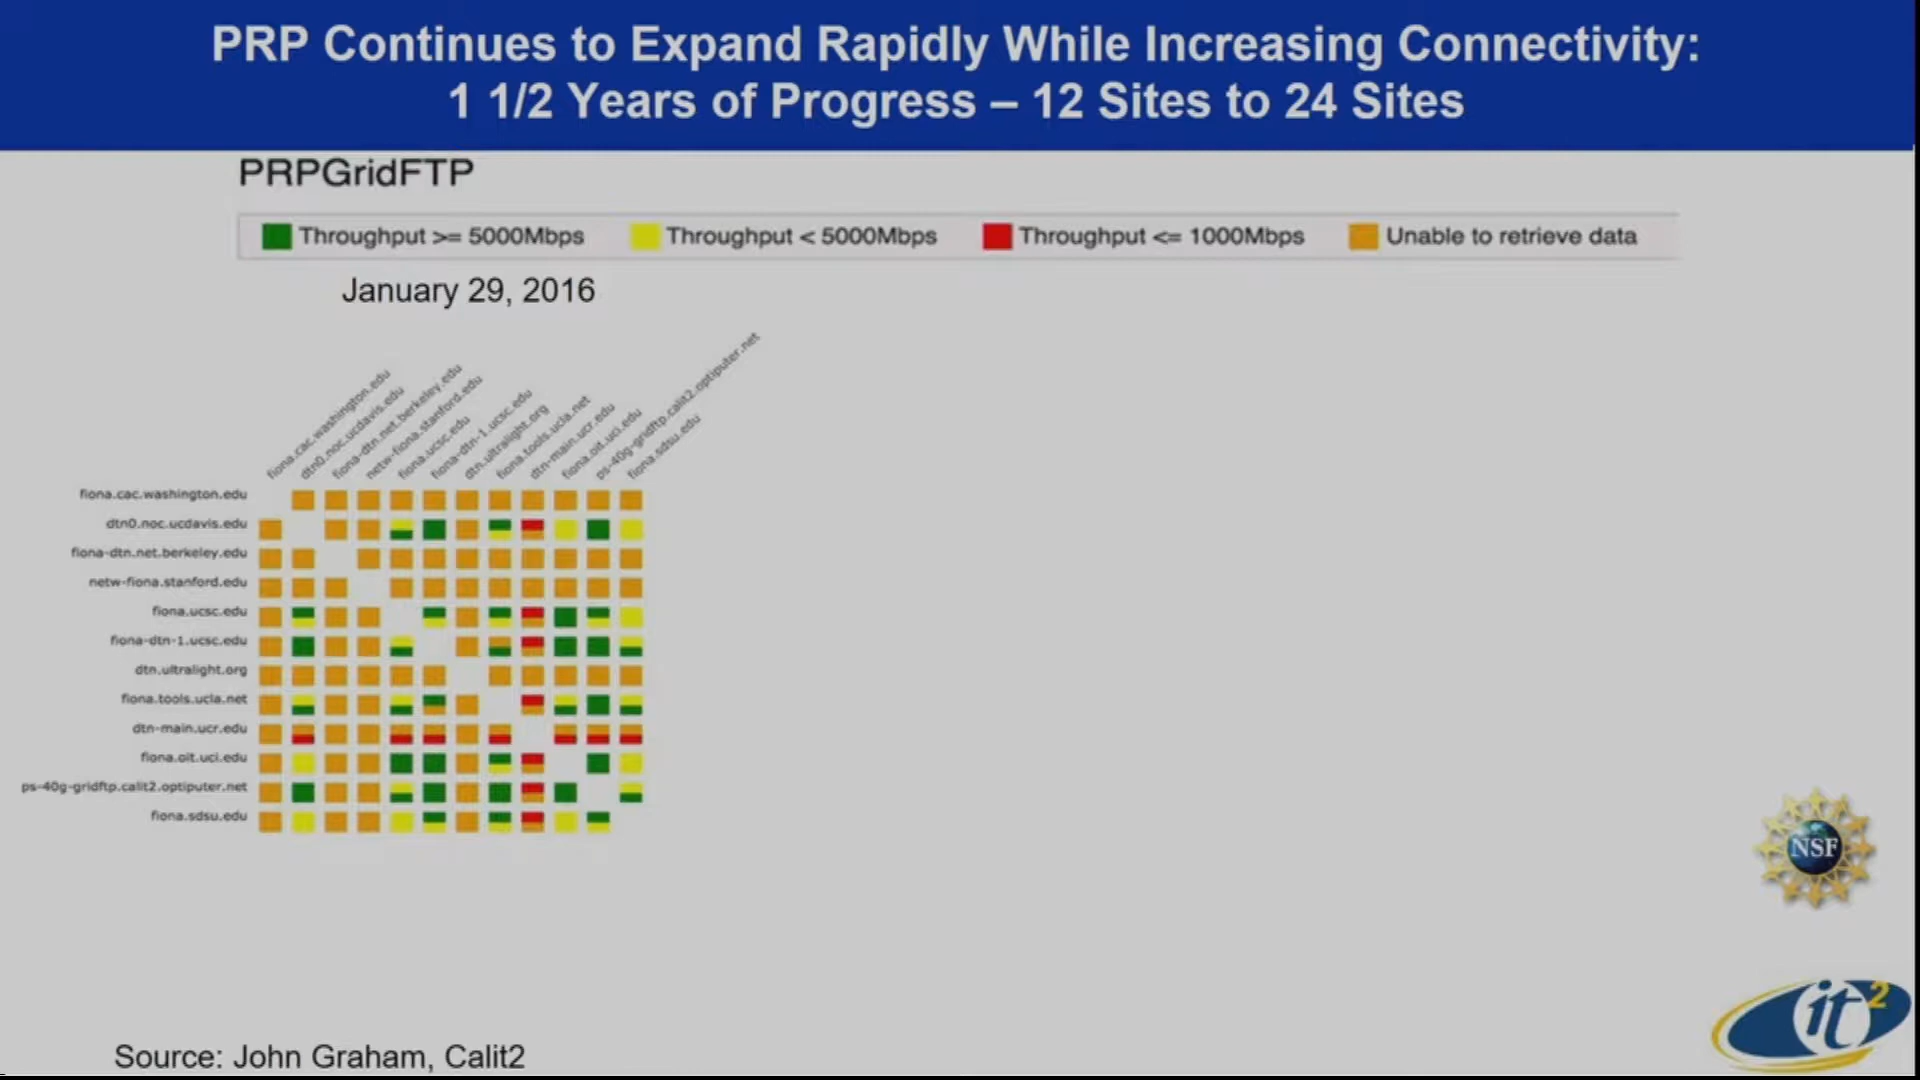 PRP Continues to Expand Rapidly While Increasing Connectivity:
1 1/2 Years of Progress – 12 Sites to 24 Sites
PRPGridFTP
Throughput >= 5000Mbps
Throughput < 5000Mbps
Throughput <= 1000Mbps
Unable to retrieve data
January 29, 2016
fiona.cac.washington.edu
dtn0.noc.ucdavis.edu
fiona-dtn.net.berkeley.edu
netw-fiona.stanford.edu
fiona.ucsc.edu
fiona-dtn-1.ucsc.edu
dtn.ultralight.org
fiona.tools.ucla.net
dtn-main.ucr.edu
fiona.oit.uci.edu
ps-40g-gridftp.calit2.optiputer.net
fiona.sdsu.edu
fiona.cac.washington.edu
dtn0.noc.ucdavis.edu
fiona-dtn.net.berkeley.edu
netw-fiona.stanford.edu
fiona.ucsc.edu
fiona-dtn-1.ucsc.edu
dtn.ultralight.org
fiona.tools.ucla.net
dtn-main.ucr.edu
fiona.oit.uci.edu
ps-40g-gridftp.calit2.optiputer.net
fiona.sdsu.edu
NSF
it2
Source: John Graham, Calit2